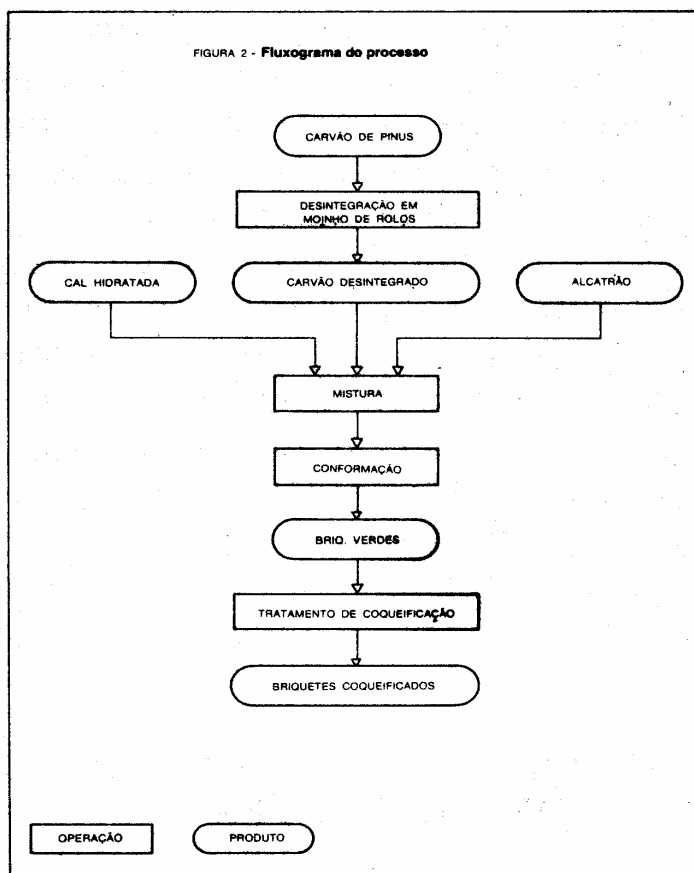 FIGURA 2 - Fluxograma do processo
CARVÃO DE PINUS
DESINTEGRAÇÃO EM
MOINHO DE ROLOS
CAL HIDRATADA
CARVÃO DESINTEGRADO
ALCATRÃO
MISTURA
CONFORMAÇÃO
BRIQ. VERDES
TRATAMENTO DE COQUEIFICAÇÃO
BRIQUETES COQUEIFICADOS
OPERAÇÃO
PRODUTO